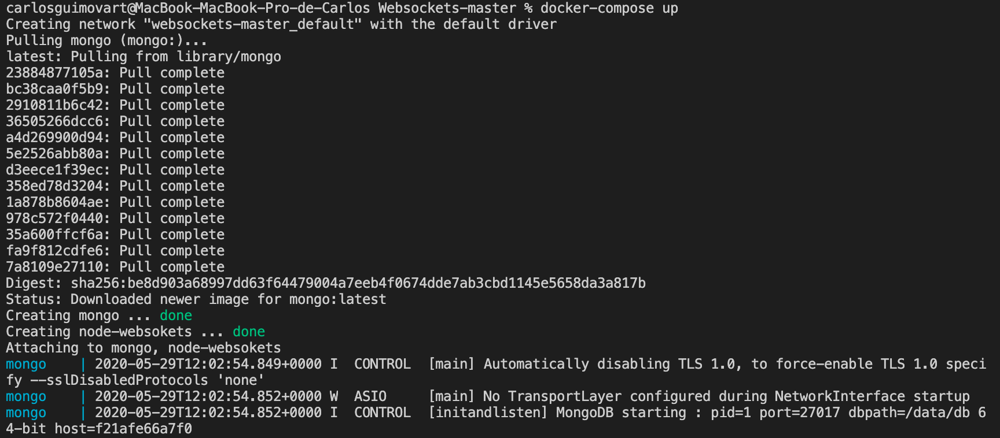 carlosguimovart@MacBook-MacBook-Pro-de-Carlos Websockets-master % docker-compose up
Creating network "websockets-master_default" with the default driver
Pulling mongo (mongo:)...
latest: Pulling from library/mongo
23884877105a: Pull complete
bc38caa0f5b9: Pull complete
2910811b6c42: Pull complete
36505266dcc6: Pull complete
a4d269900d94: Pull complete
5e2526abb80a: Pull complete
d3eece1f39ec: Pull complete
358ed78d3204: Pull complete
1a878b8604ae: Pull complete
978c572f0440: Pull complete
35a600ffcf6a: Pull complete
fa9f812cdfe6: Pull complete
7a8109e27110: Pull complete
Digest: sha256:be8d903a68997dd63f64479004a7eeb4f0674dde7ab3cbd1145e5658da3a817b
Status: Downloaded newer image for mongo:latest
Creating mongo ... done
Creating node-websokets ... done
Attaching to mongo, node-websokets
mongo    | 2020-05-29T12:02:54.849+0000 I  CONTROL  [main] Automatically disabling TLS 1.0, to force-enable TLS 1.0 speci
fy --sslDisabledProtocols 'none'
mongo    | 2020-05-29T12:02:54.852+0000 W  ASIO     [main] No TransportLayer configured during NetworkInterface startup
mongo    | 2020-05-29T12:02:54.852+0000 I  CONTROL  [initandlisten] MongoDB starting : pid=1 port=27017 dbpath=/data/db 6
4-bit host=f21afe66a7f0